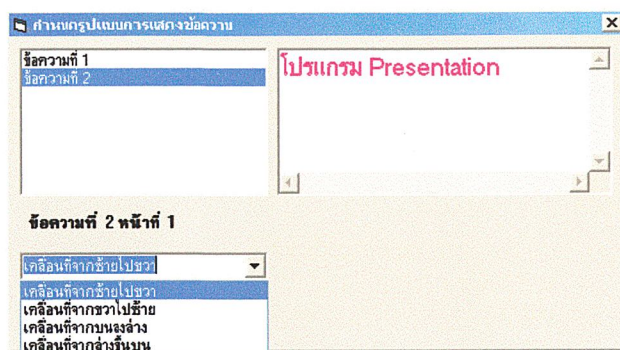 กำหนดรูปแบบการแสดงข้อความ
ข้อความที่ 1
ข้อความที่ 2
โปรแกรม Presentation
ข้อความที่ 2 หน้าที่ 1
เคลื่อนที่จากซ้ายไปขวา
เคลื่อนที่จากซ้ายไปขวา
เคลื่อนที่จากขวาไปซ้าย
เคลื่อนที่จากบนลงล่าง
เคลื่อนที่จากล่างขึ้นบน